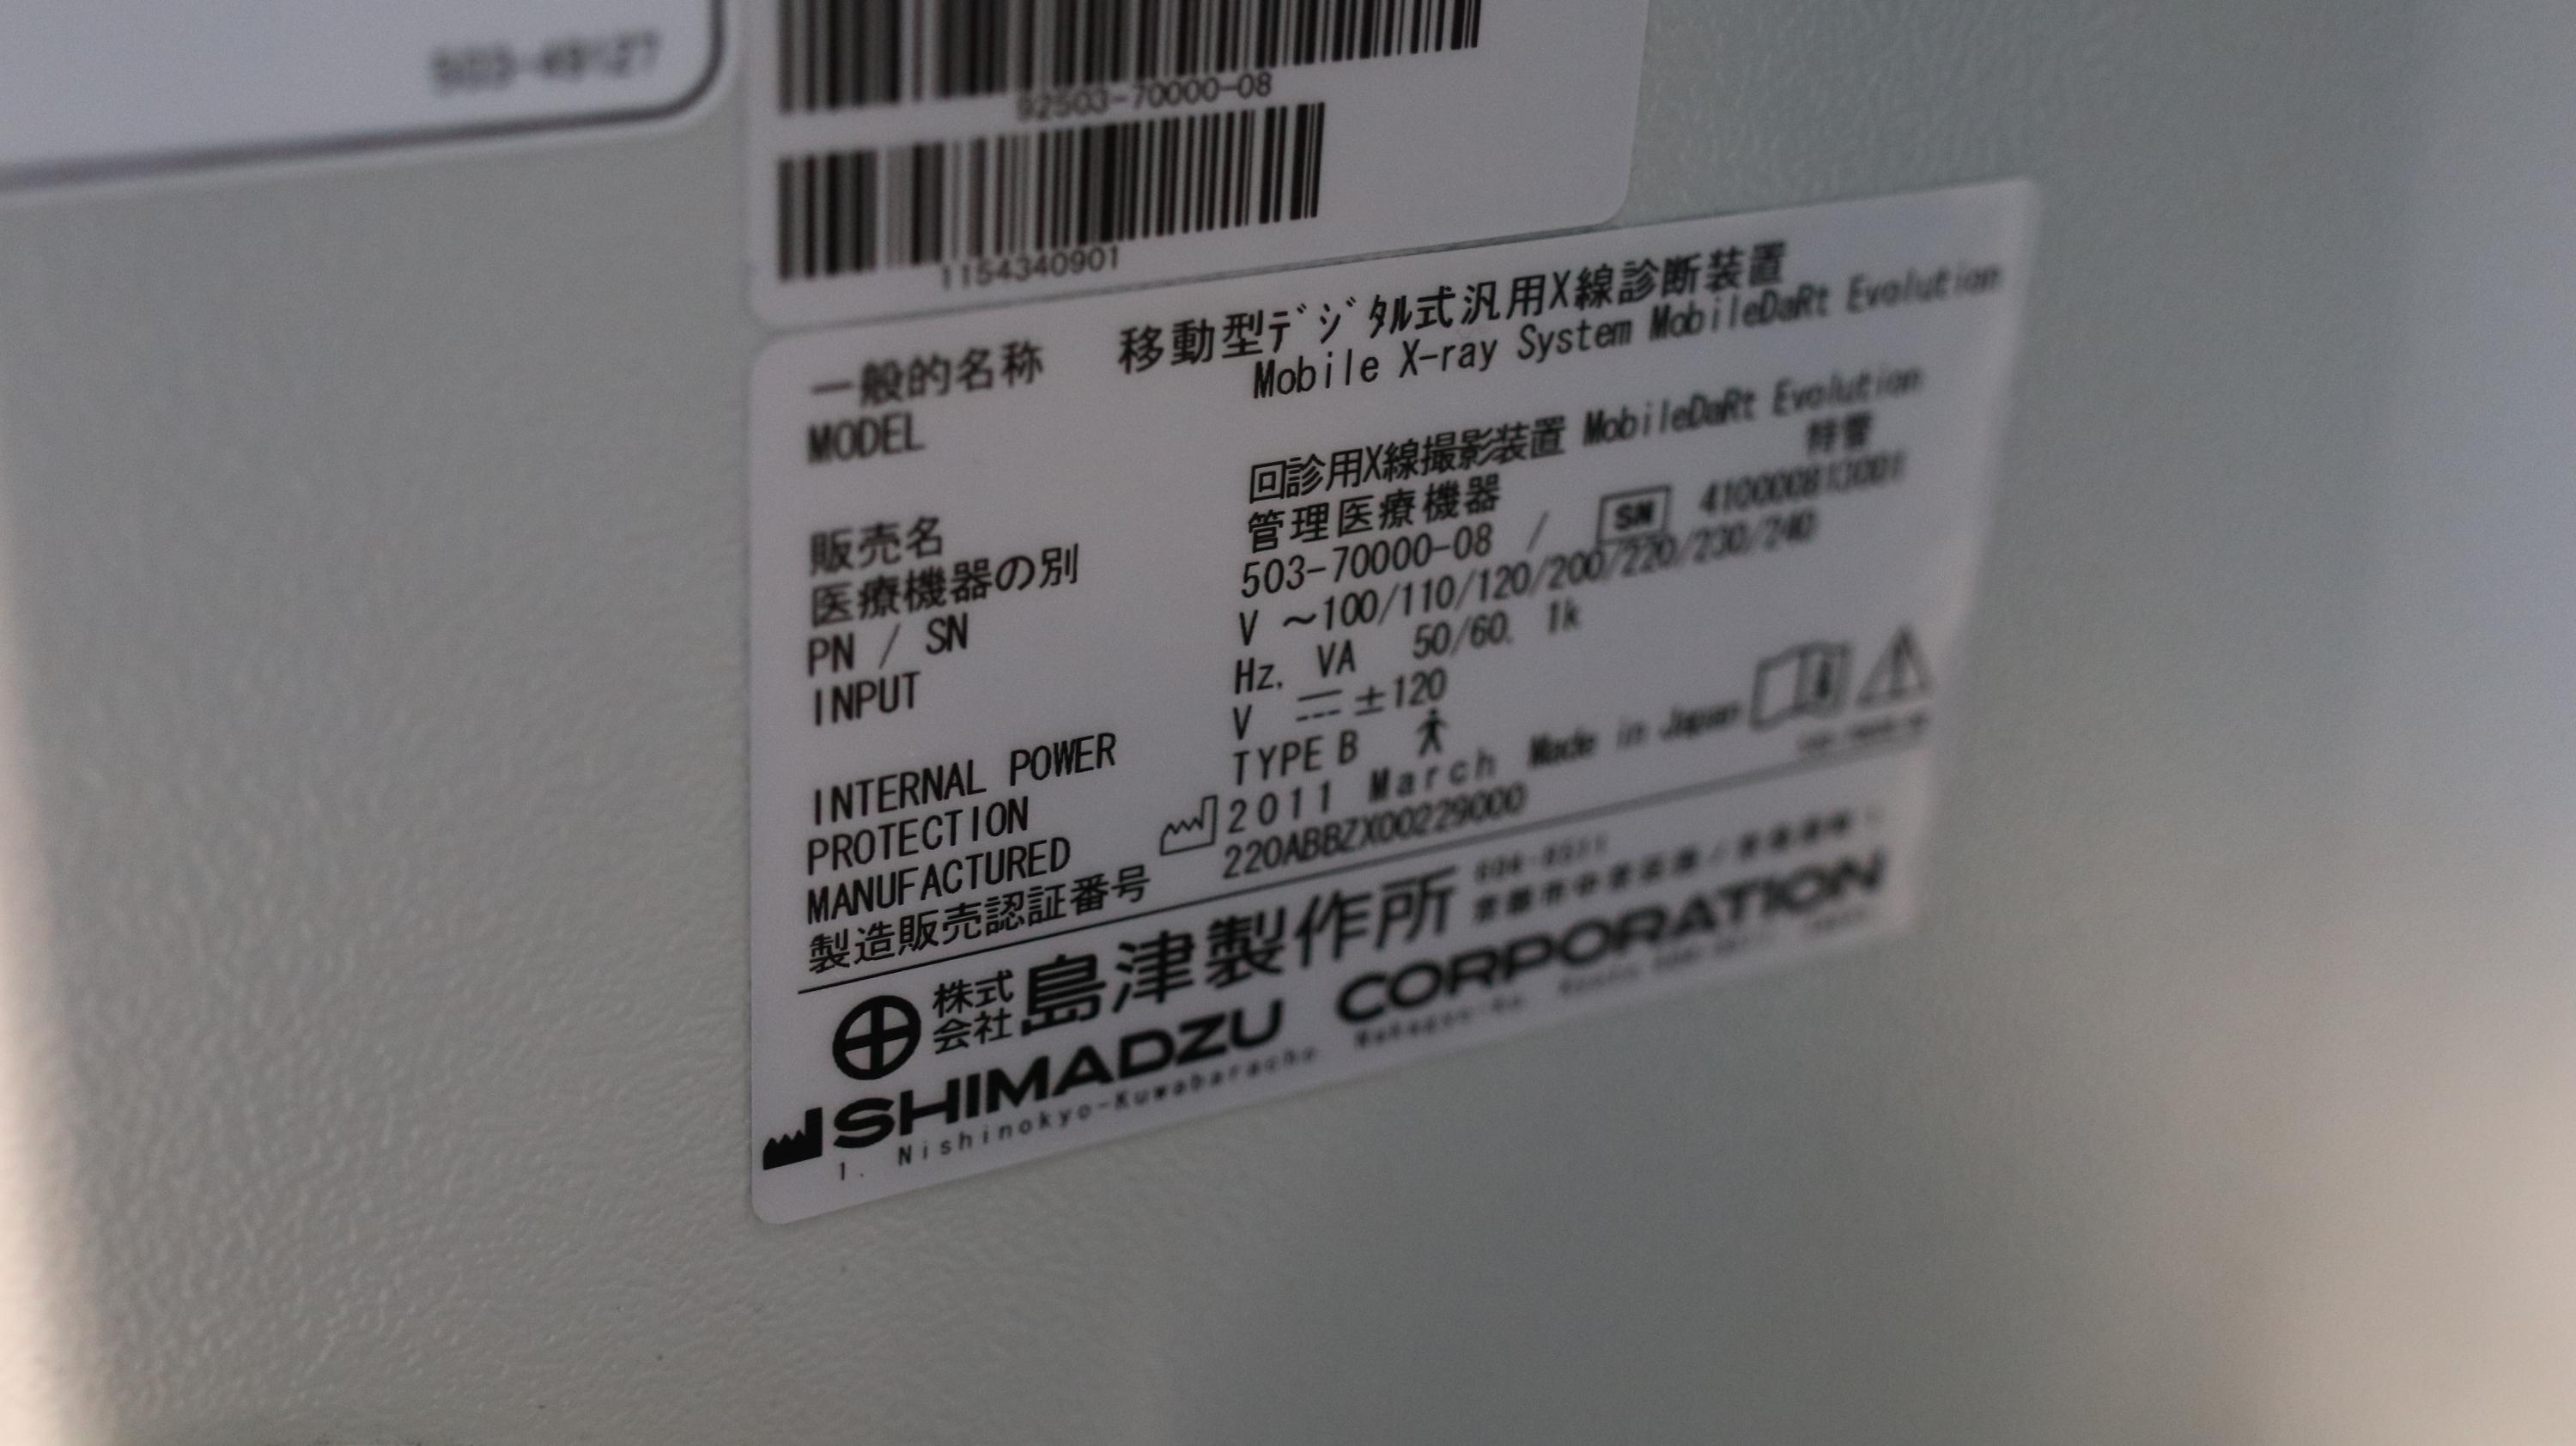 503-49127
92503-70000-08
1154340901
一般的名称 移動型ﾃﾞｼﾞﾀﾙ式汎用X線診断装置
MODEL Mobile X-ray System MobileDaRt Evolution
販売名 回診用X線撮影装置 MobileDaRt Evolution
医療機器の別 管理医療機器 特管
PN / SN 503-70000-08 / SN
INPUT V ～100/110/120/200/220/230/240
Hz, VA 50/60, 1k
INTERNAL POWER V ±120
PROTECTION TYPE B
MANUFACTURED 2011 March Made in Japan
製造販売認証番号 220ABBZX00229000
株式会社 島津製作所 604-8511
SHIMADZU CORPORATION
1. Nishinokyo-Kuwabaracho. Nakagyo-ku.